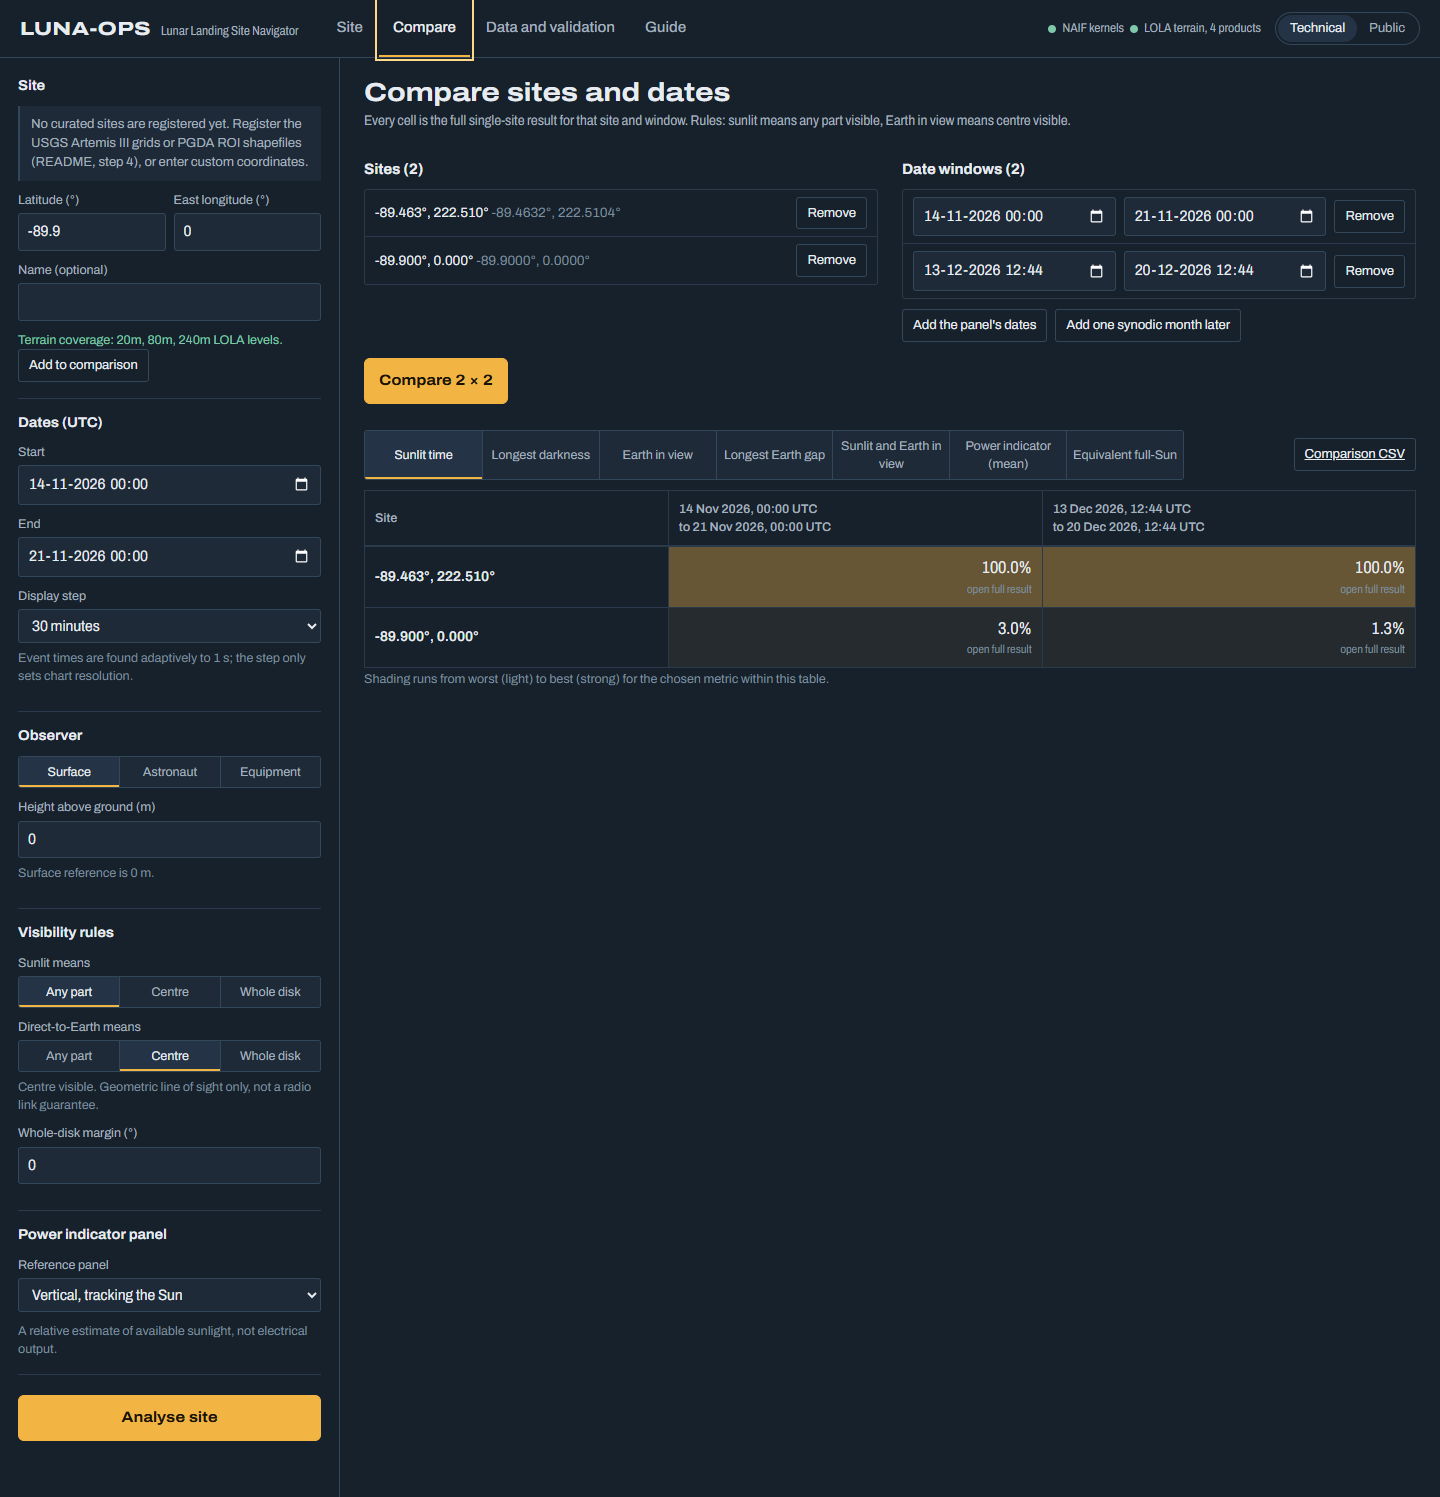 LUNA-OPS Lunar Landing Site Navigator
Site
Compare
Data and validation
Guide
NAIF kernels
LOLA terrain, 4 products
Technical
Public
Site
No curated sites are registered yet. Register the
USGS Artemis III grids or PGDA ROI shapefiles
(README, step 4), or enter custom coordinates.
Latitude (°)
East longitude (°)
-89.9
0
Name (optional)
Terrain coverage: 20m, 80m, 240m LOLA levels.
Add to comparison
Dates (UTC)
Start
14-11-2026 00:00
End
21-11-2026 00:00
Display step
30 minutes
Event times are found adaptively to 1 s; the step only
sets chart resolution.
Observer
Surface
Astronaut
Equipment
Height above ground (m)
0
Surface reference is 0 m.
Visibility rules
Sunlit means
Any part
Centre
Whole disk
Direct-to-Earth means
Any part
Centre
Whole disk
Centre visible. Geometric line of sight only, not a radio
link guarantee.
Whole-disk margin (°)
0
Power indicator panel
Reference panel
Vertical, tracking the Sun
A relative estimate of available sunlight, not electrical
output.
Analyse site
Compare sites and dates
Every cell is the full single-site result for that site and window. Rules: sunlit means any part visible, Earth in view means centre visible.
Sites (2)
-89.463°, 222.510° -89.4632°, 222.5104°
Remove
-89.900°, 0.000° -89.9000°, 0.0000°
Remove
Date windows (2)
14-11-2026 00:00
21-11-2026 00:00
Remove
13-12-2026 12:44
20-12-2026 12:44
Remove
Add the panel's dates
Add one synodic month later
Compare 2 × 2
Sunlit time
Longest darkness
Earth in view
Longest Earth gap
Sunlit and Earth in
view
Power indicator
(mean)
Equivalent full-Sun
Comparison CSV
Site
14 Nov 2026, 00:00 UTC
to 21 Nov 2026, 00:00 UTC
13 Dec 2026, 12:44 UTC
to 20 Dec 2026, 12:44 UTC
-89.463°, 222.510°
100.0%
open full result
100.0%
open full result
-89.900°, 0.000°
3.0%
open full result
1.3%
open full result
Shading runs from worst (light) to best (strong) for the chosen metric within this table.